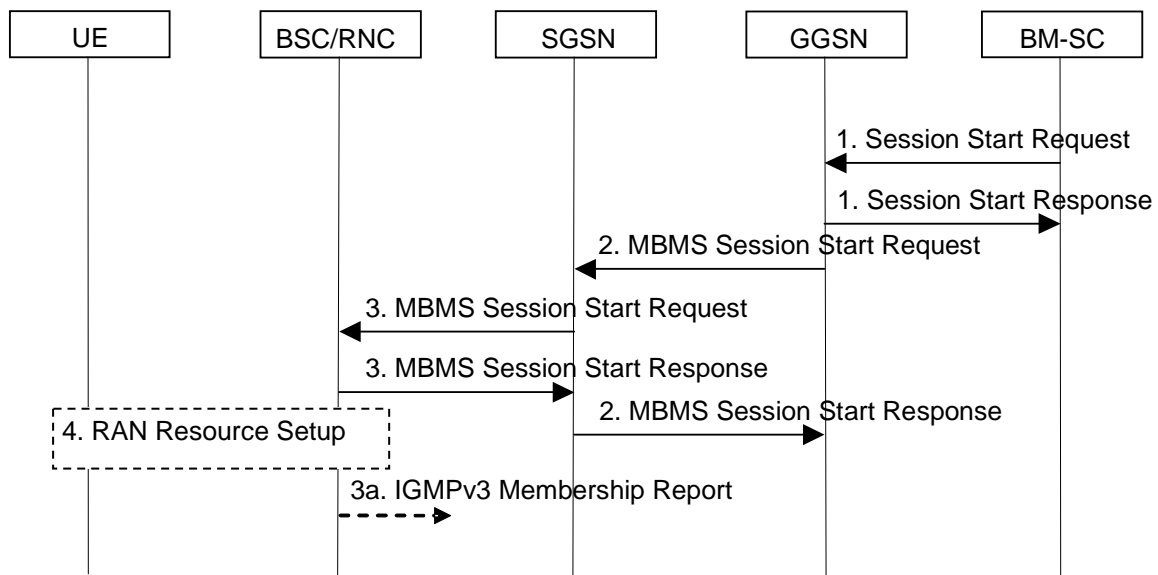 UE
BSC/RNC
SGSN
GGSN
BM-SC
1. Session Start Request
1. Session Start Response
2. MBMS Session Start Request
3. MBMS Session Start Request
3. MBMS Session Start Response
2. MBMS Session Start Response
4. RAN Resource Setup
3a. IGMPv3 Membership Report